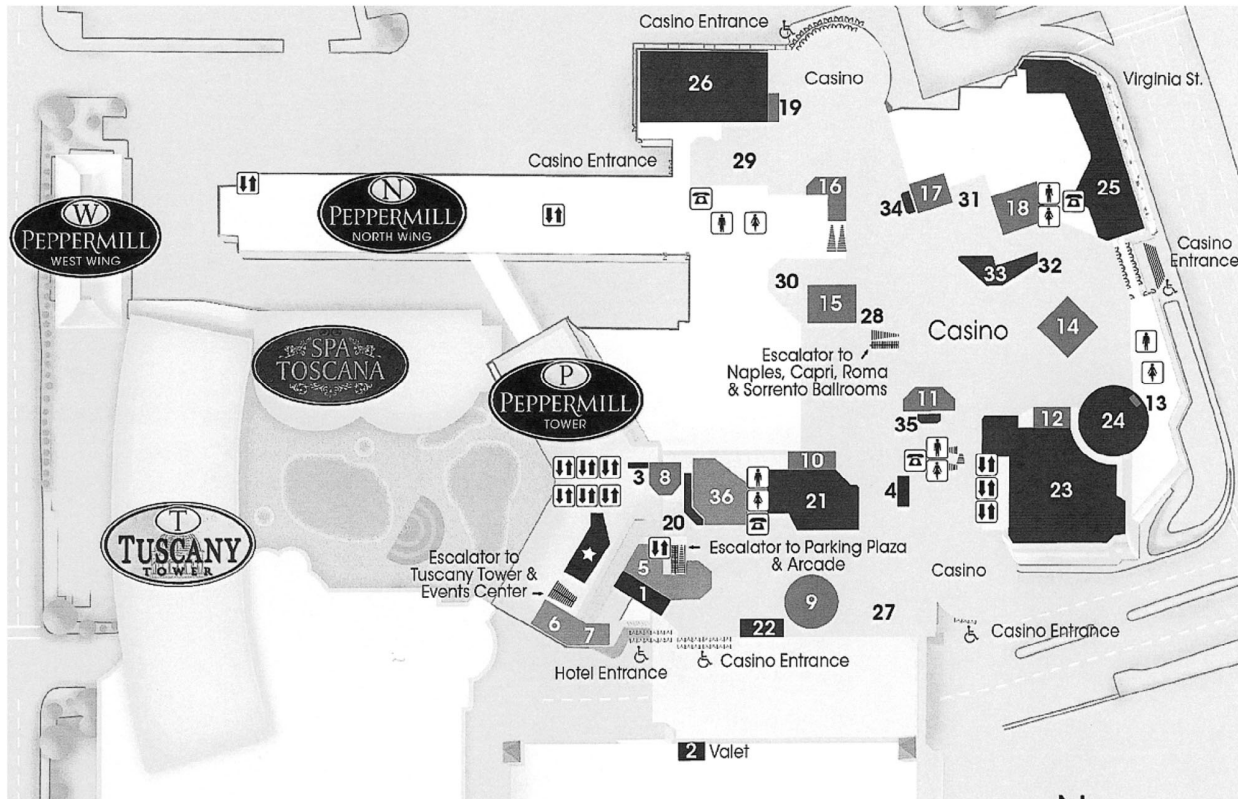 Casino Entrance
Casino
26
19
Virginia St.
Casino Entrance
29
N
PEPPERMILL
NORTH WING
16
34
17
31
18
25
W
PEPPERMILL
WEST WING
Casino
Entrance
33
32
30
15
28
Casino
14
SPA
TOSCANA
Escalator to
Naples, Capri, Roma
& Sorrento Ballrooms
P
PEPPERMILL
TOWER
11
35
12
24
13
3
8
36
10
21
4
23
20
T
TUSCANY
TOWER
Escalator to
Tuscany Tower &
Events Center
Escalator to Parking Plaza
& Arcade
Casino
5
1
9
27
6
7
22
Casino Entrance
Hotel Entrance
Casino Entrance
2
Valet